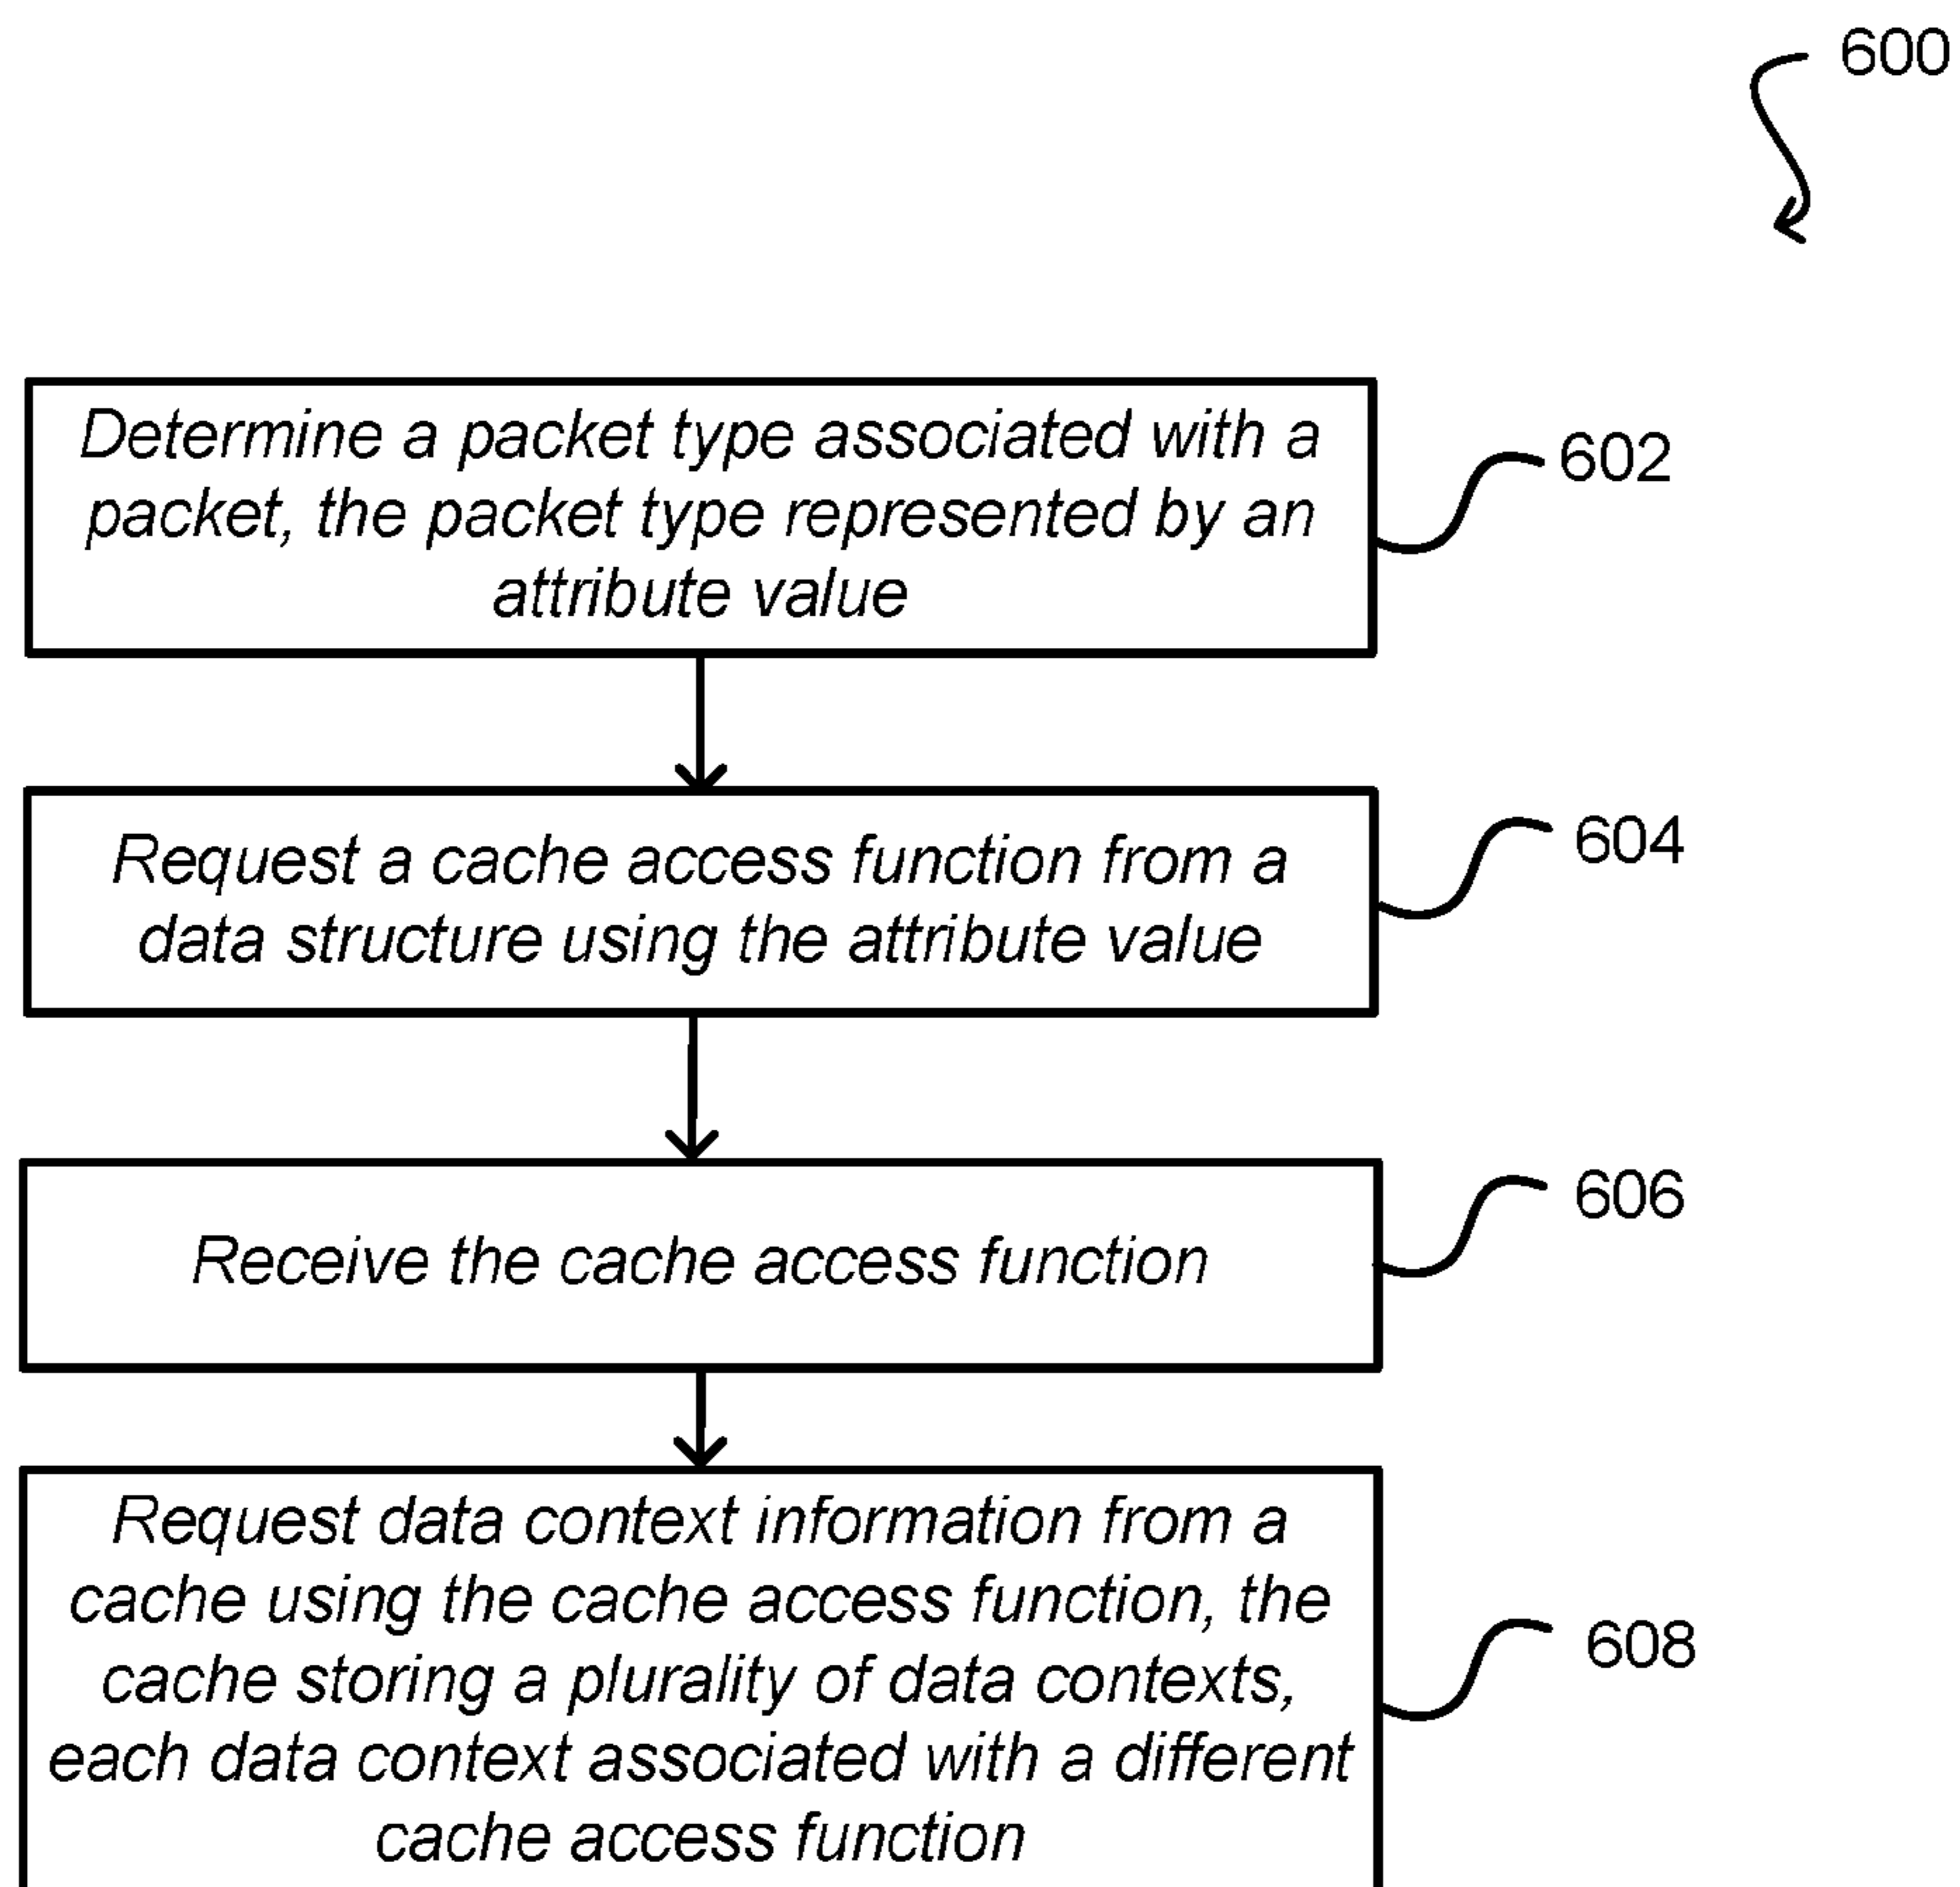 600
Determine a packet type associated with a
packet, the packet type represented by an
attribute value
602
Request a cache access function from a
data structure using the attribute value
604
Receive the cache access function
606
Request data context information from a
cache using the cache access function, the
cache storing a plurality of data contexts,
each data context associated with a different
cache access function
608